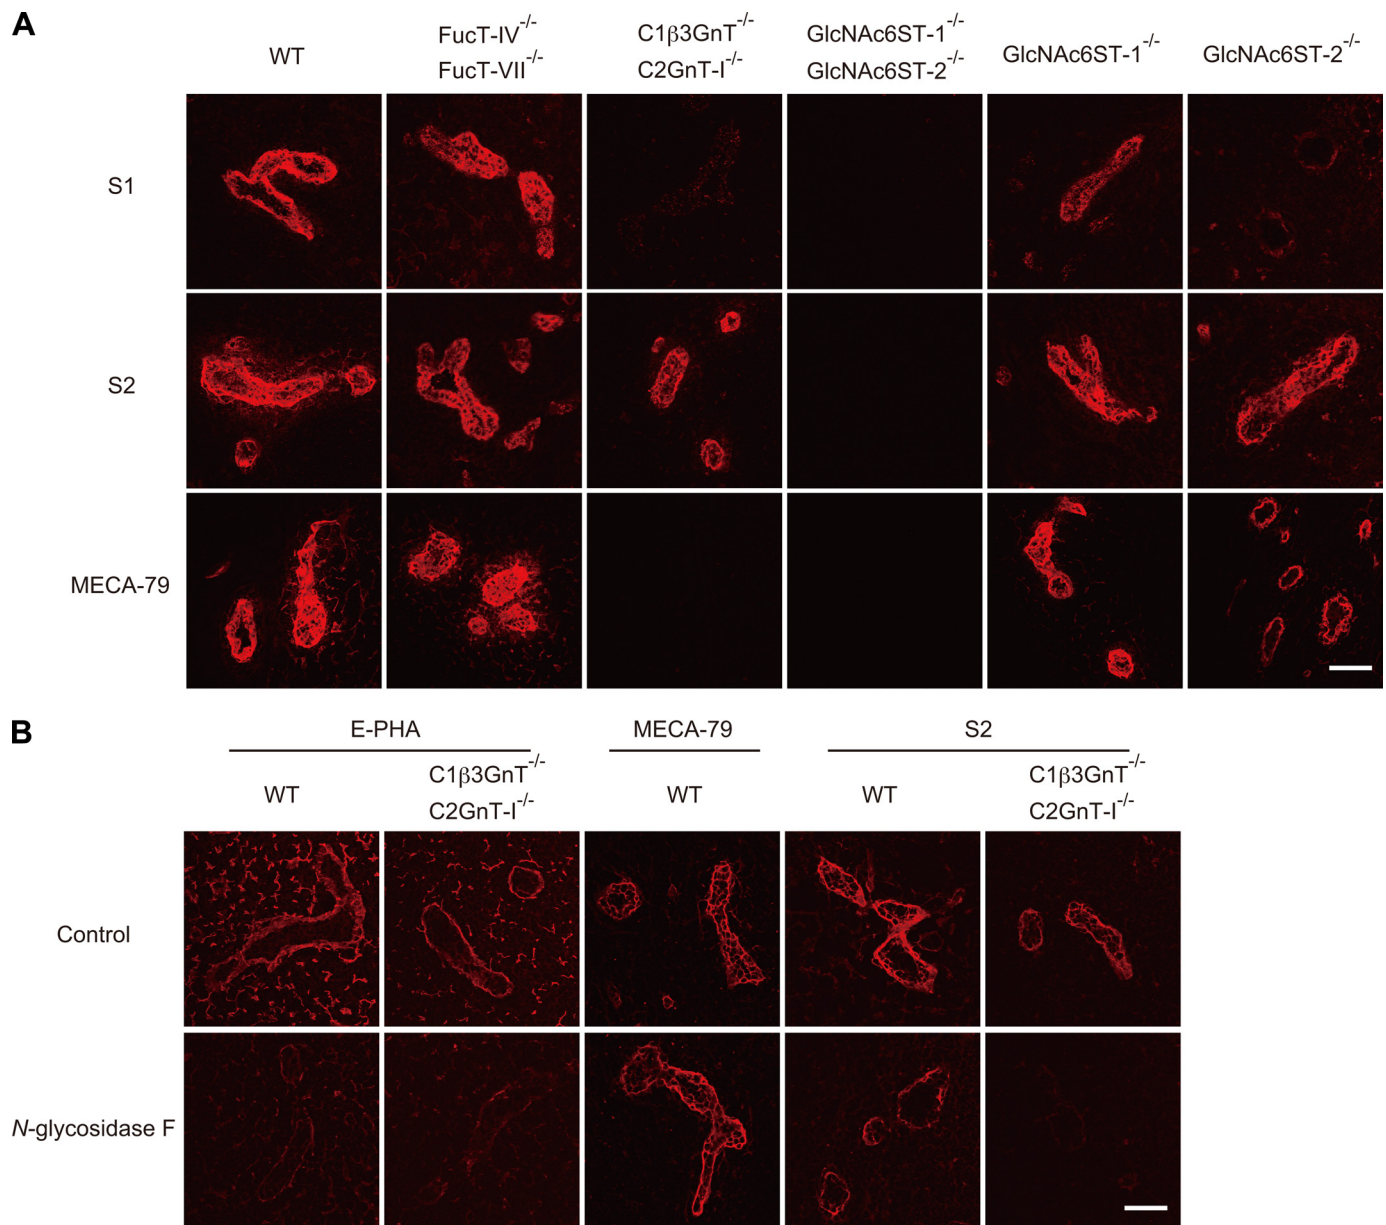 A
WT
FucT-IV-/-
FucT-VII-/-
C1β3GnT-/-
C2GnT-I-/-
GlcNAc6ST-1-/-
GlcNAc6ST-2-/-
GlcNAc6ST-1-/-
GlcNAc6ST-2-/-
S1
S2
MECA-79
B
E-PHA
MECA-79
S2
WT
C1β3GnT-/-
C2GnT-I-/-
WT
WT
C1β3GnT-/-
C2GnT-I-/-
Control
N-glycosidase F